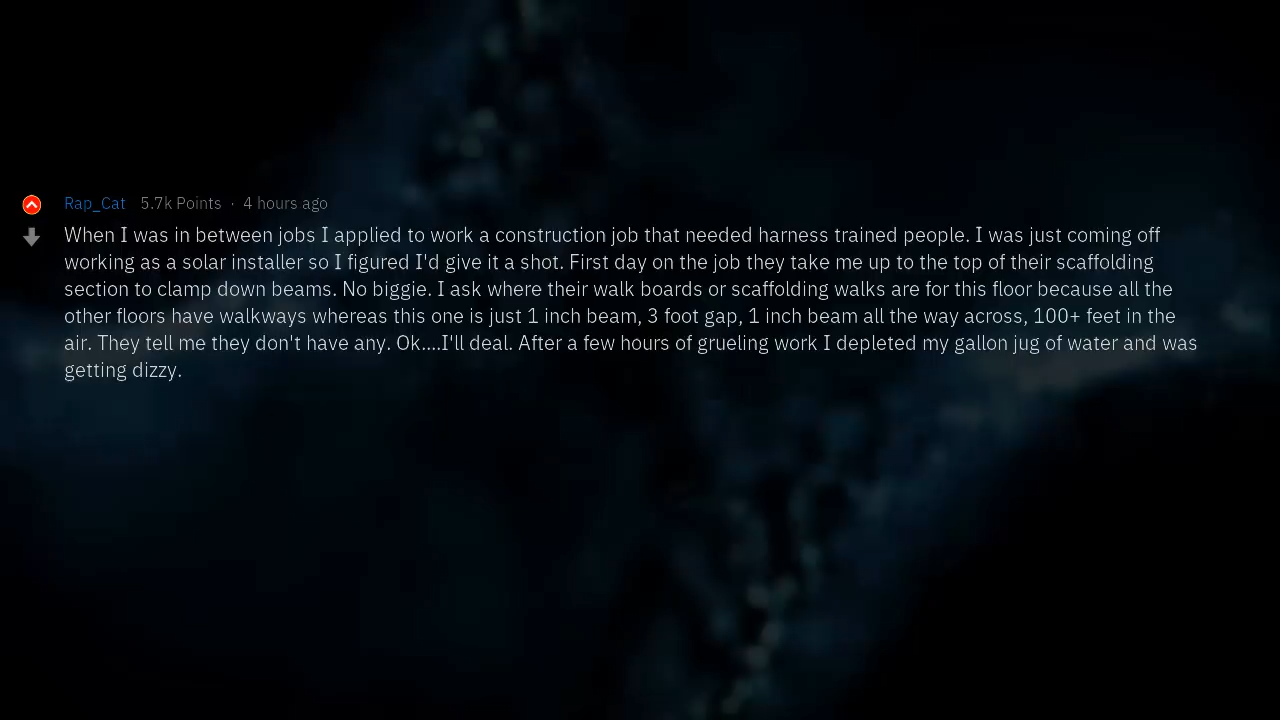 Rap_Cat 5.7k Points · 4 hours ago
When I was in between jobs I applied to work a construction job that needed harness trained people. I was just coming off
working as a solar installer so I figured I'd give it a shot. First day on the job they take me up to the top of their scaffolding
section to clamp down beams. No biggie. I ask where their walk boards or scaffolding walks are for this floor because all the
other floors have walkways whereas this one is just 1 inch beam, 3 foot gap, 1 inch beam all the way across, 100+ feet in the
air. They tell me they don't have any. Ok....I'll deal. After a few hours of grueling work I depleted my gallon jug of water and was
getting dizzy.